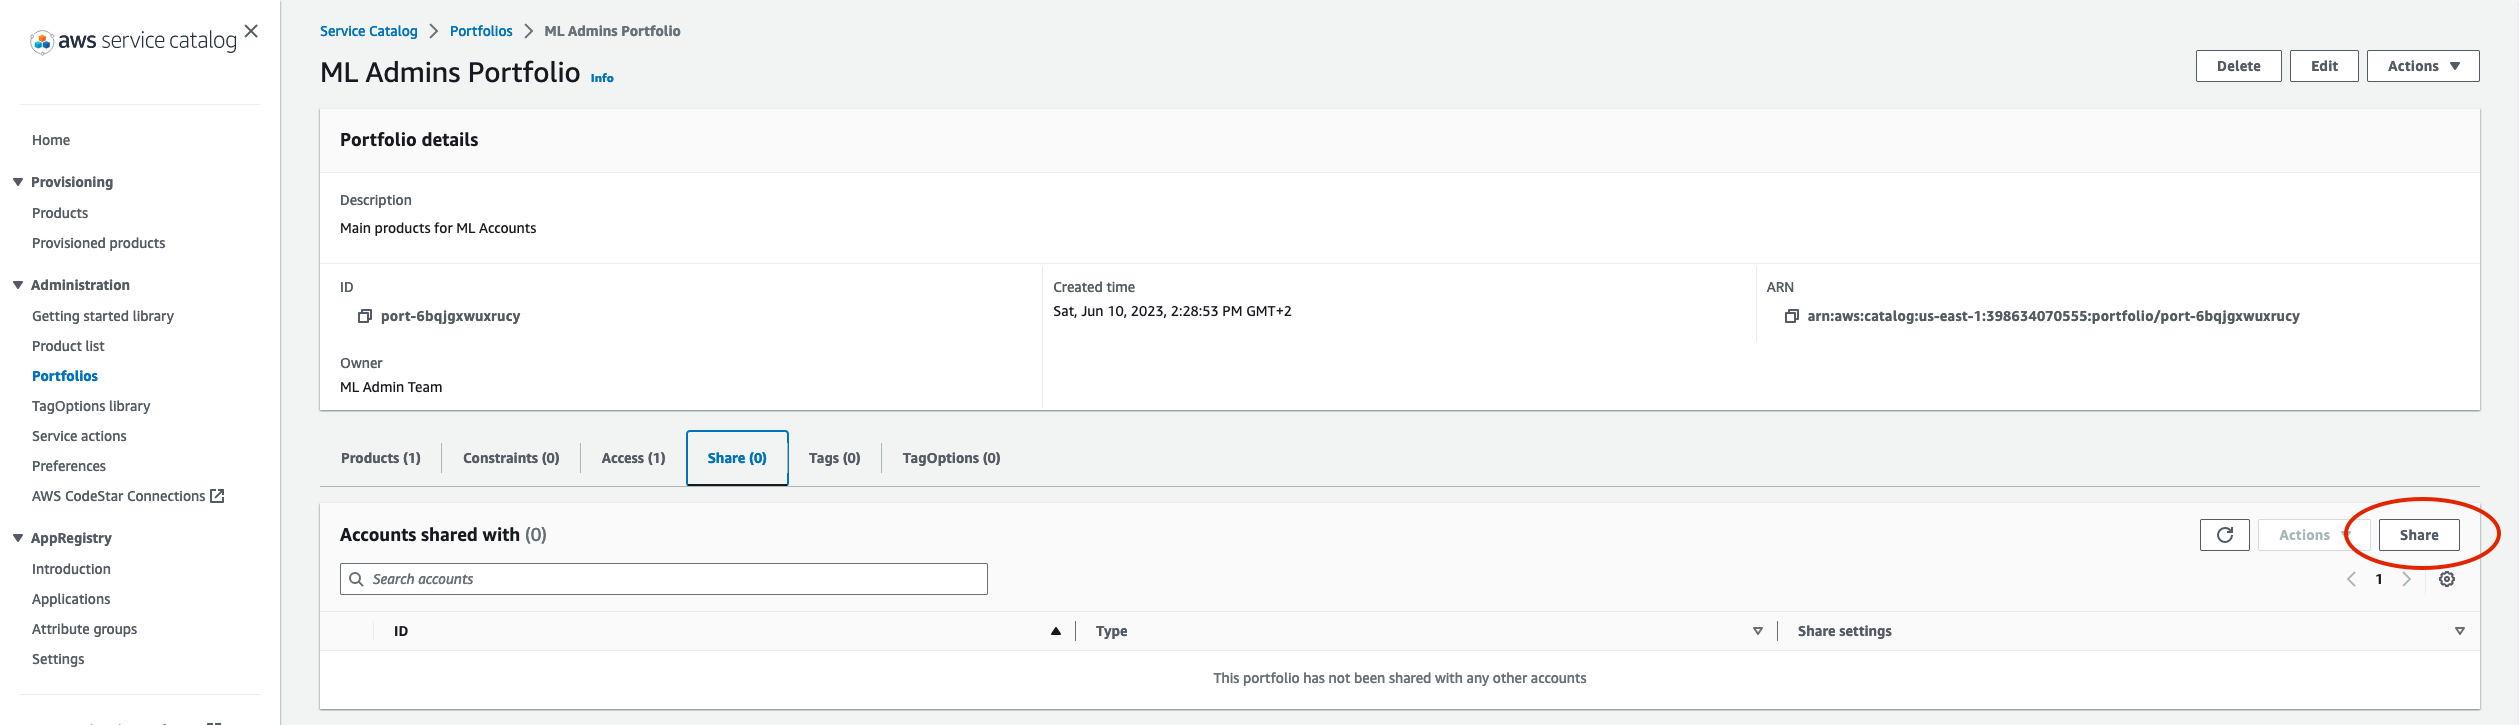 aws service catalog
Home
Provisioning
Products
Provisioned products
Administration
Getting started library
Product list
Portfolios
TagOptions library
Service actions
Preferences
AWS CodeStar Connections
AppRegistry
Introduction
Applications
Attribute groups
Settings
Service Catalog > Portfolios > ML Admins Portfolio
ML Admins Portfolio Info
Delete Edit Actions
Portfolio details
Description
Main products for ML Accounts
ID
port-6bqjgxwuxrucy
Owner
ML Admin Team
Created time
Sat, Jun 10, 2023, 2:28:53 PM GMT+2
ARN
arn:aws:catalog:us-east-1:398634070555:portfolio/port-6bqjgxwuxrucy
Products (1) Constraints (0) Access (1) Share (0) Tags (0) TagOptions (0)
Accounts shared with (0)
Actions Share
Search accounts
1
ID Type Share settings
This portfolio has not been shared with any other accounts